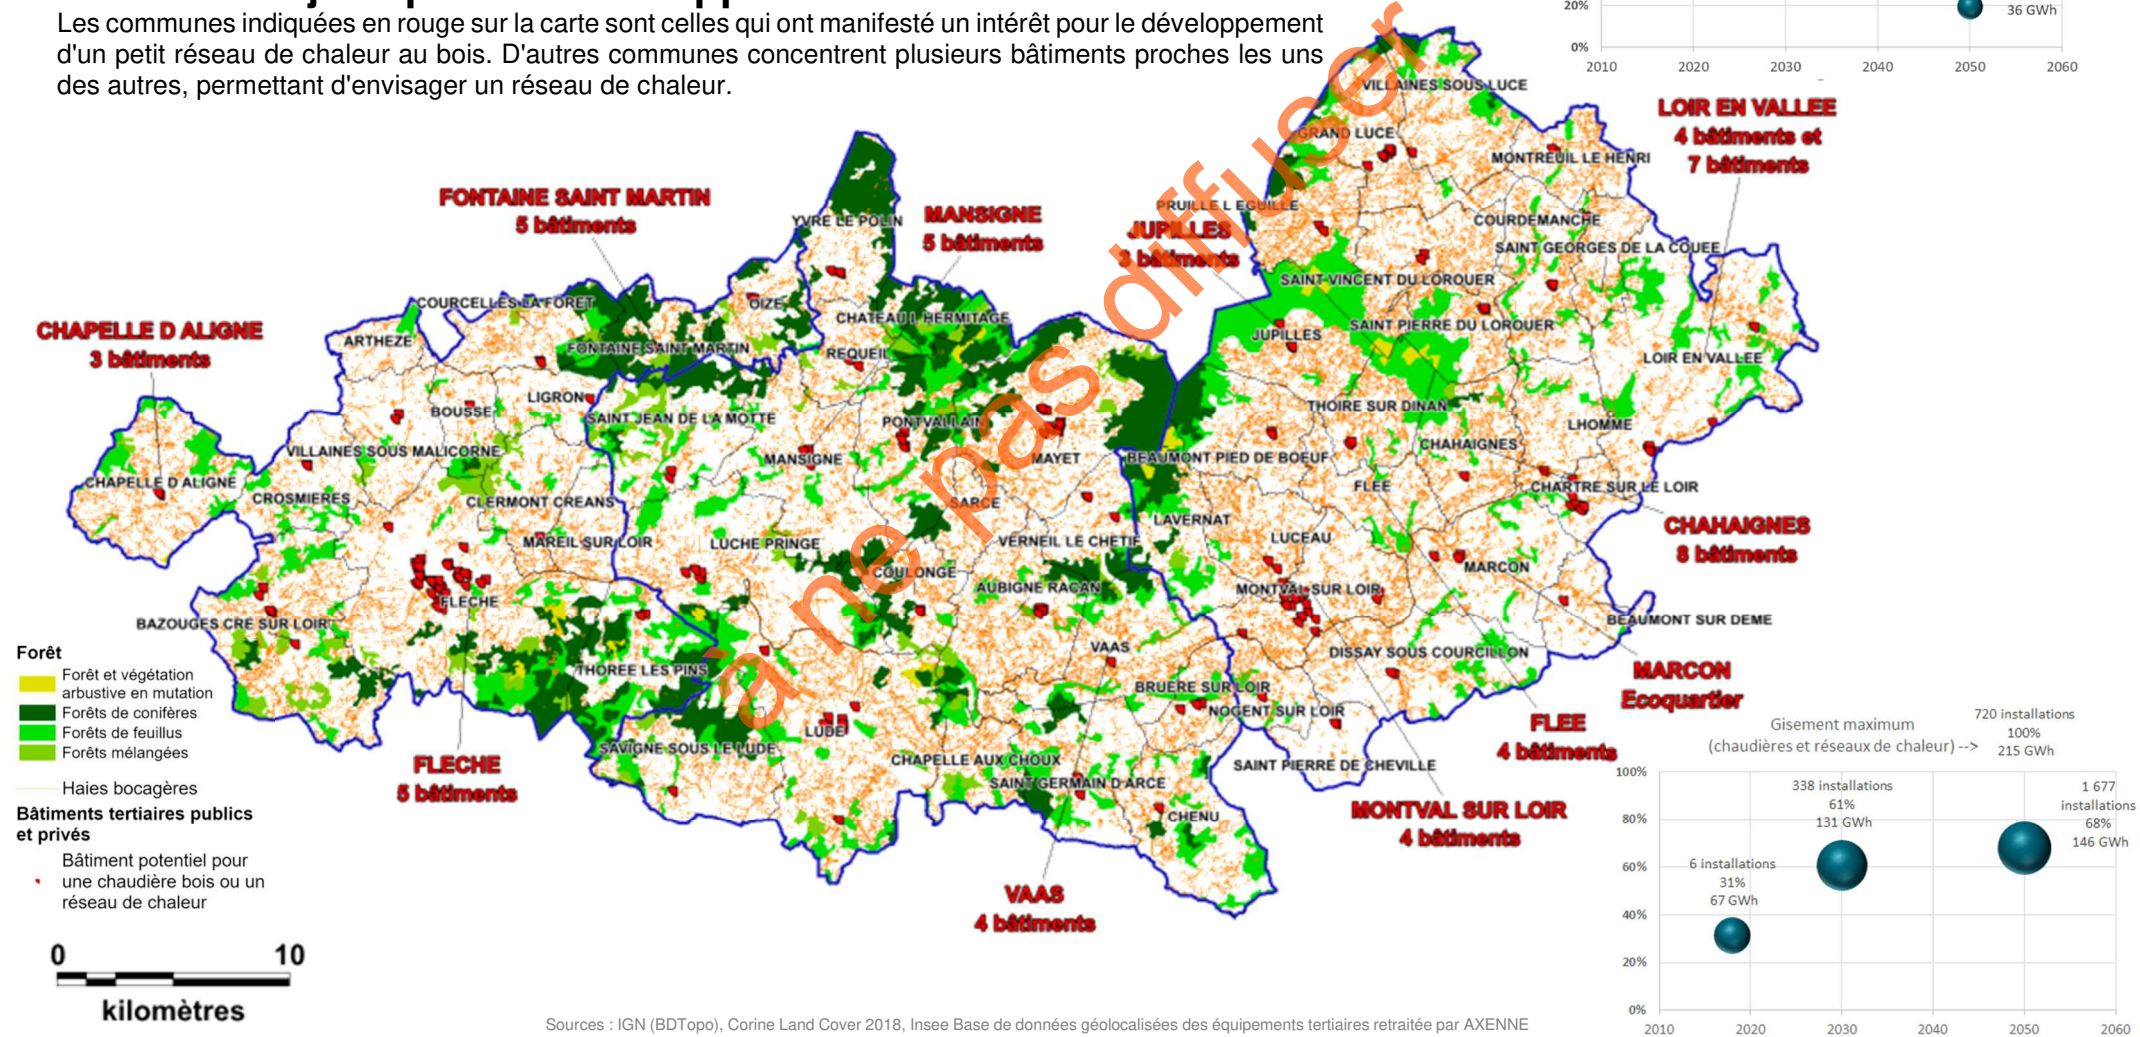 Les communes indiquées en rouge sur la carte sont celles qui ont manifesté un intérêt pour le développement
d'un petit réseau de chaleur au bois. D'autres communes concentrent plusieurs bâtiments proches les uns
des autres, permettant d'envisager un réseau de chaleur.
20%
36 GWh
0%
2010 2020 2030 2040 2050 2060
à ne pas diffuser
VILLAINES SOUS LUCE
LOIR EN VALLEE
4 bâtiments et
7 bâtiments
GRAND LUCE
MONTREUIL LE HENRI
FONTAINE SAINT MARTIN
5 bâtiments
YVRE LE POLIN
MANSIGNE
5 bâtiments
PRUILLE L EGUILLE
JUPILLES
3 bâtiments
COURDEMANCHE
SAINT GEORGES DE LA COUEE
SAINT VINCENT DU LOROUER
COURCELLES LA FORET
OIZE
CHATEAU L HERMITAGE
CHAPELLE D ALIGNE
3 bâtiments
ARTHEZE
FONTAINE SAINT MARTIN
REQUEIL
JUPILLES
SAINT PIERRE DU LOROUER
LOIR EN VALLEE
LIGRON
BOUSSE
SAINT JEAN DE LA MOTTE
PONTVALLAIN
THOIRE SUR DINAN
LHOMME
VILLAINES SOUS MALICORNE
MANSIGNE
MAYET
BEAUMONT PIED DE BOEUF
CHAHAIGNES
CHAPELLE D ALIGNE
CROSMIERES
CLERMONT CREANS
SARCE
FLEE
CHARTRE SUR LE LOIR
LAVERNAT
CHAHAIGNES
8 bâtiments
MAREIL SUR LOIR
LUCHE PRINGE
VERNEIL LE CHETIF
LUCEAU
COULONGE
MARCON
AUBIGNE RACAN
MONTVAL SUR LOIR
FLECHE
BAZOUGES CRE SUR LOIR
BEAUMONT SUR DEME
VAAS
DISSAY SOUS COURCILLON
THOREE LES PINS
MARCON
Ecoquartier
BRUERE SUR LOIR
NOGENT SUR LOIR
FLEE
4 bâtiments
LUDE
SAVIGNE SOUS LE LUDE
FLECHE
5 bâtiments
CHAPELLE AUX CHOUX
SAINT PIERRE DE CHEVILLE
SAINT GERMAIN D ARCE
CHENU
MONTVAL SUR LOIR
4 bâtiments
VAAS
4 bâtiments
Forêt
Forêt et végétation
arbustive en mutation
Forêts de conifères
Forêts de feuillus
Forêts mélangées
Haies bocagères
Bâtiments tertiaires publics
et privés
Bâtiment potentiel pour
une chaudière bois ou un
réseau de chaleur
0 10
kilomètres
Gisement maximum
(chaudières et réseaux de chaleur) -->
720 installations
100%
215 GWh
100%
80%
60%
40%
20%
0%
338 installations
61%
131 GWh
1 677
installations
68%
146 GWh
6 installations
31%
67 GWh
2010 2020 2030 2040 2050 2060
Sources : IGN (BDTopo), Corine Land Cover 2018, Insee Base de données géolocalisées des équipements tertiaires retraitée par AXENNE